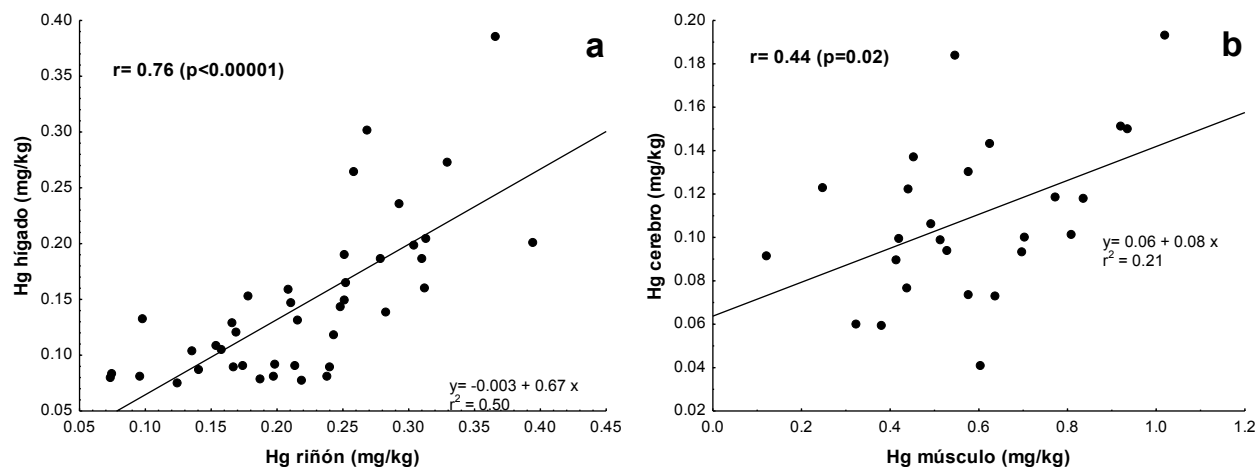 a
r= 0.76 (p<0.00001)
Hg hígado (mg/kg)
0.40
0.35
0.30
0.25
0.20
0.15
0.10
0.05
y= -0.003 + 0.67 x
r² = 0.50
0.05 0.10 0.15 0.20 0.25 0.30 0.35 0.40 0.45
Hg riñón (mg/kg)
b
r= 0.44 (p=0.02)
Hg cerebro (mg/kg)
0.20
0.18
0.16
0.14
0.12
0.10
0.08
0.06
0.04
0.02
y= 0.06 + 0.08 x
r² = 0.21
0.0 0.2 0.4 0.6 0.8 1.0 1.2
Hg músculo (mg/kg)